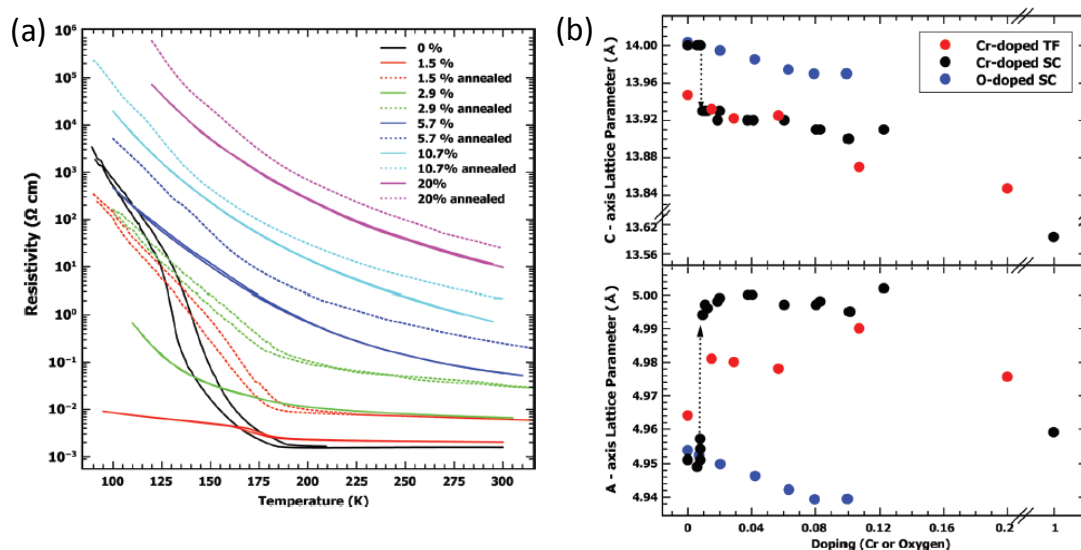 (a)
10⁶
10⁵
10⁴
10³
10²
10¹
10⁰
10⁻¹
10⁻²
10⁻³
Resistivity (Ω cm)
0 %
1.5 %
1.5 % annealed
2.9 %
2.9 % annealed
5.7 %
5.7 % annealed
10.7%
10.7% annealed
20%
20% annealed
100 125 150 175 200 225 250 275 300
Temperature (K)
(b)
14.00
13.96
13.92
13.88
13.84
13.62
13.56
C - axis Lattice Parameter (Å)
Cr-doped TF
Cr-doped SC
O-doped SC
5.00
4.99
4.98
4.97
4.96
4.95
4.94
A - axis Lattice Parameter (Å)
0 0.04 0.08 0.12 0.2 1
Doping (Cr or Oxygen)